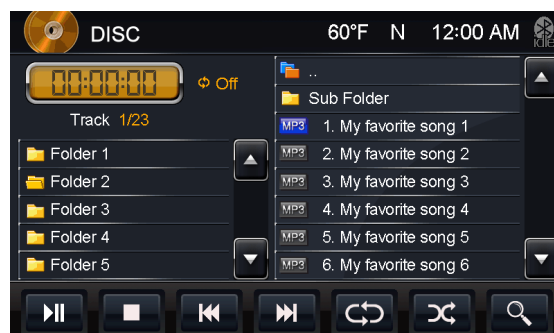 DISC
60°F N 12:00 AM
idle
00:00:00
Off
Track 1/23
Folder 1
Folder 2
Folder 3
Folder 4
Folder 5
..
Sub Folder
MP3 1. My favorite song 1
MP3 2. My favorite song 2
MP3 3. My favorite song 3
MP3 4. My favorite song 4
MP3 5. My favorite song 5
MP3 6. My favorite song 6